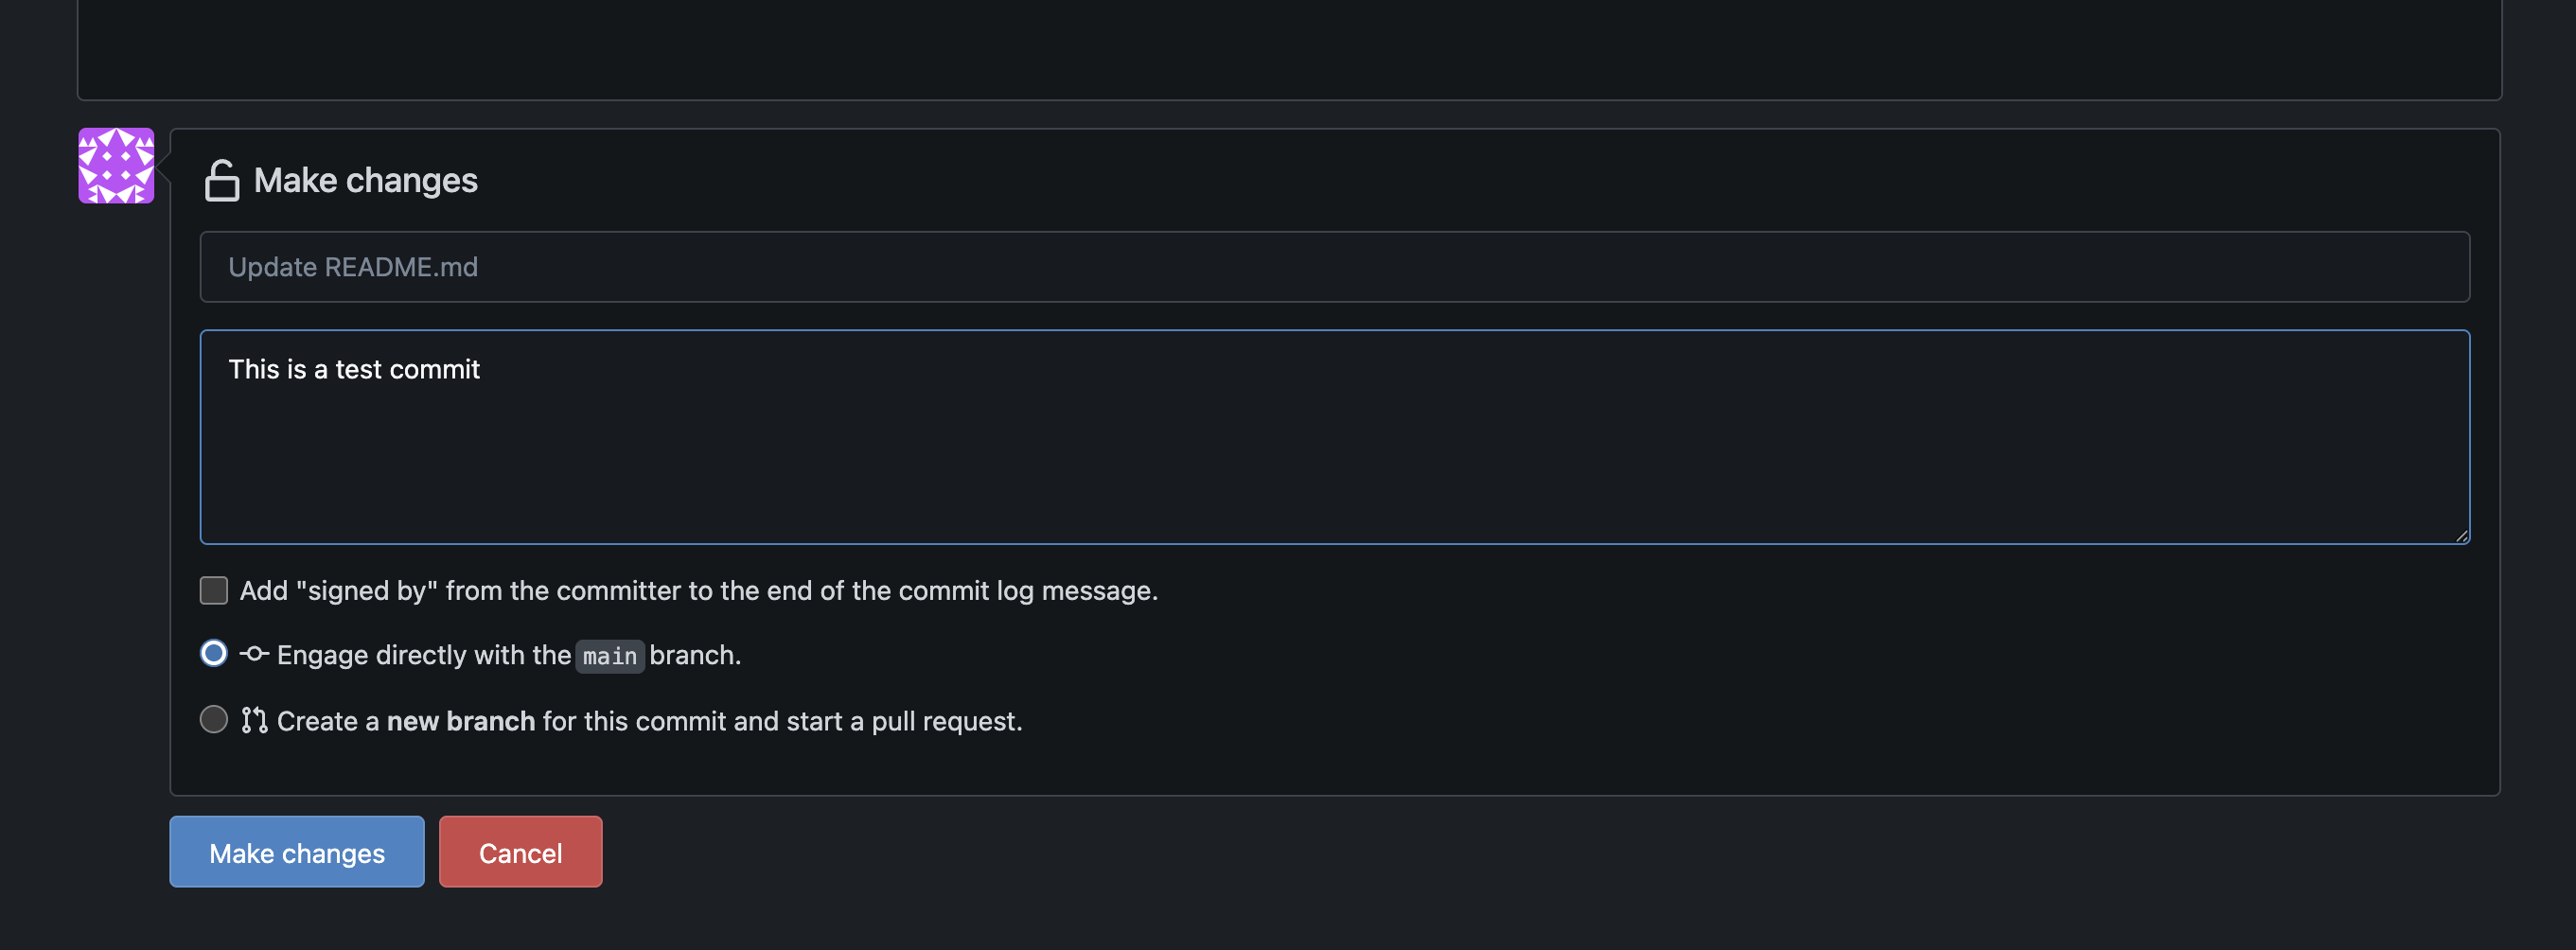 Make changes
Update README.md
This is a test commit
Add "signed by" from the committer to the end of the commit log message.
Engage directly with the main branch.
Create a new branch for this commit and start a pull request.
Make changes
Cancel